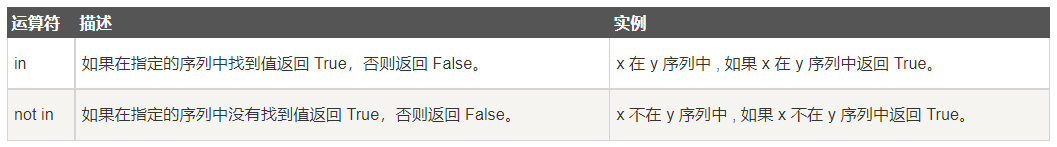 运算符 描述 实例
in 如果在指定的序列中找到值返回 True，否则返回 False。 x 在 y 序列中 , 如果 x 在 y 序列中返回 True。
not in 如果在指定的序列中没有找到值返回 True，否则返回 False。 x 不在 y 序列中 , 如果 x 不在 y 序列中返回 True。